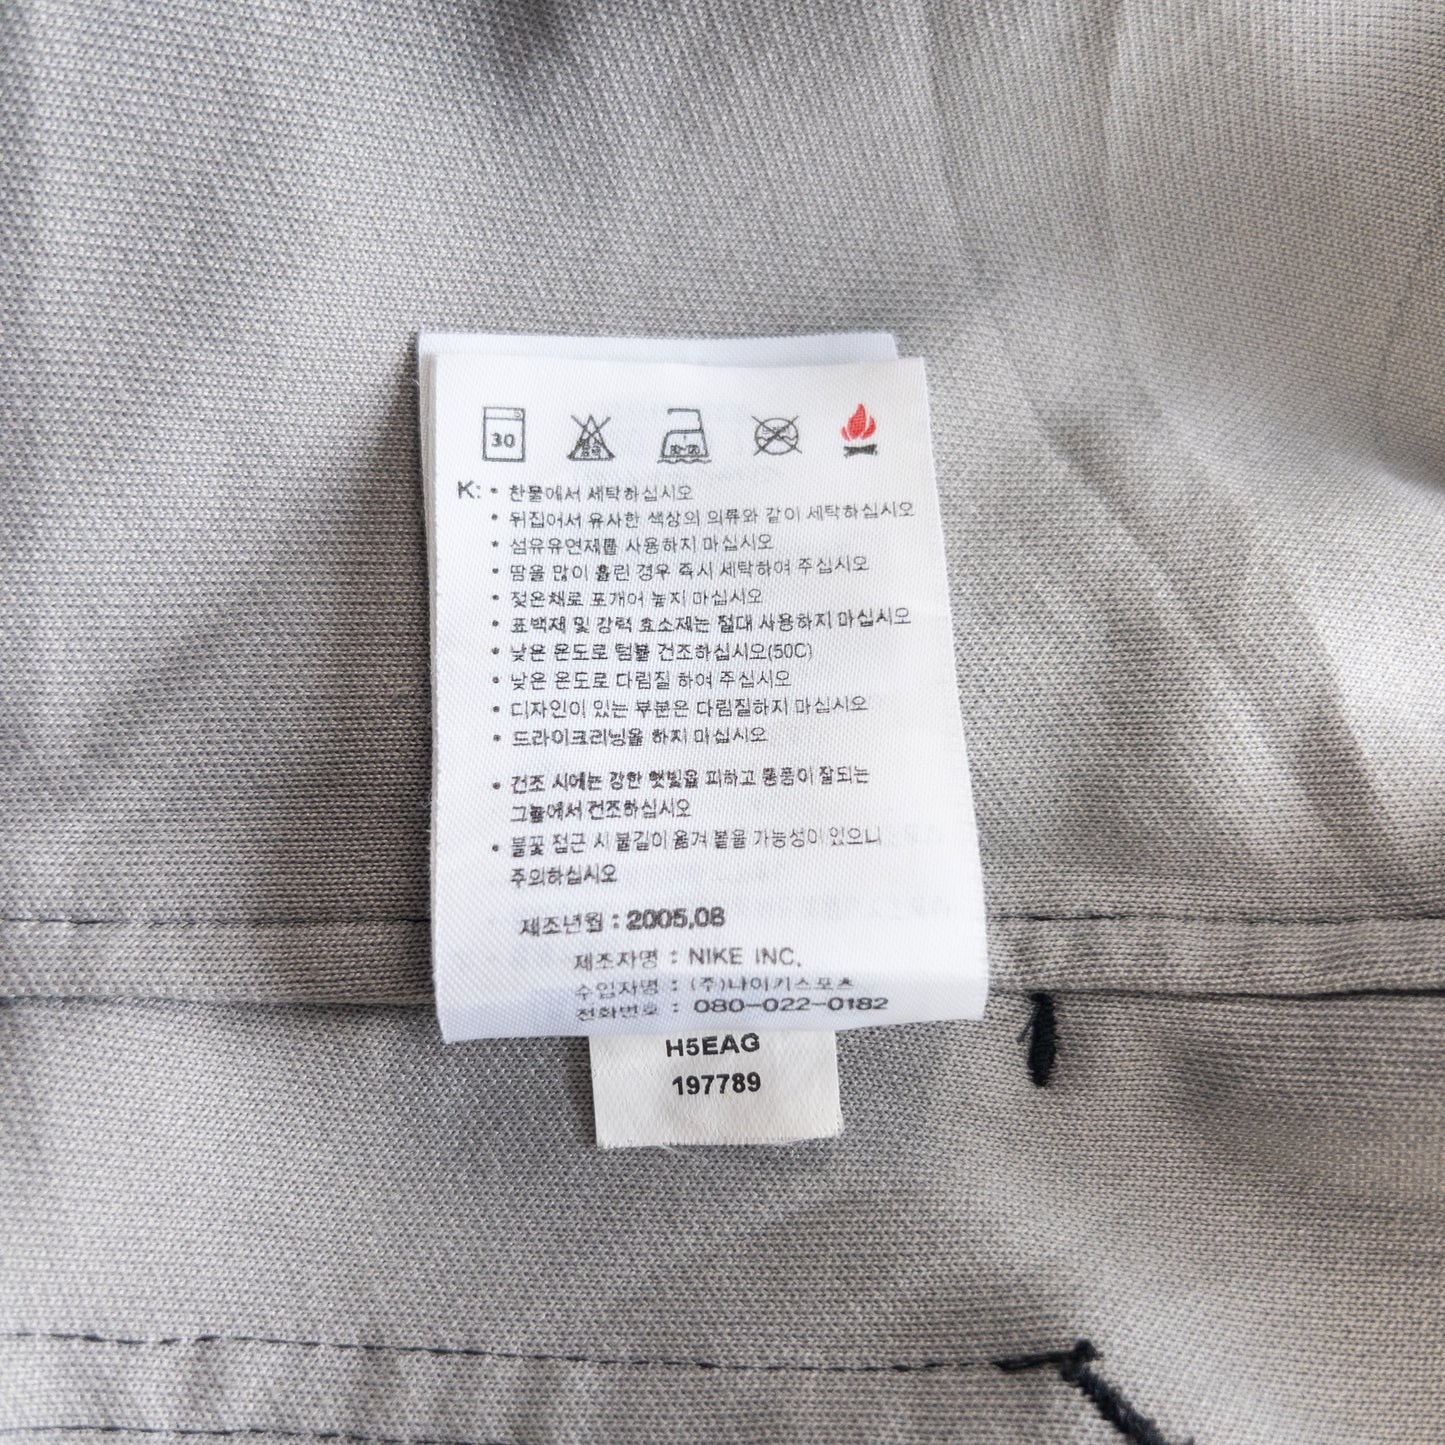 30
K: • 찬물에서 세탁하십시오
• 뒤집어서 유사한 색상의 의류와 같이 세탁하십시오
• 섬유유연제를 사용하지 마십시오
• 땀을 많이 흘린 경우 즉시 세탁하여 주십시오
• 젖은채로 포개어 놓지 마십시오
• 표백제 및 강력 효소제는 절대 사용하지 마십시오
• 낮은 온도로 텀블 건조하십시오(50C)
• 낮은 온도로 다림질 하여 주십시오
• 디자인이 있는 부분은 다림질하지 마십시오
• 드라이크리닝을 하지 마십시오
• 건조 시에는 강한 햇빛을 피하고 통풍이 잘되는
그늘에서 건조하십시오
• 불꽃 접근 시 불길이 옮겨 붙을 가능성이 있으니
주의하십시오
제조년월 : 2005,08
제조자명 : NIKE INC.
수입자명 : (주)나이키스포츠
전화번호 : 080-022-0182
H5EAG
197789